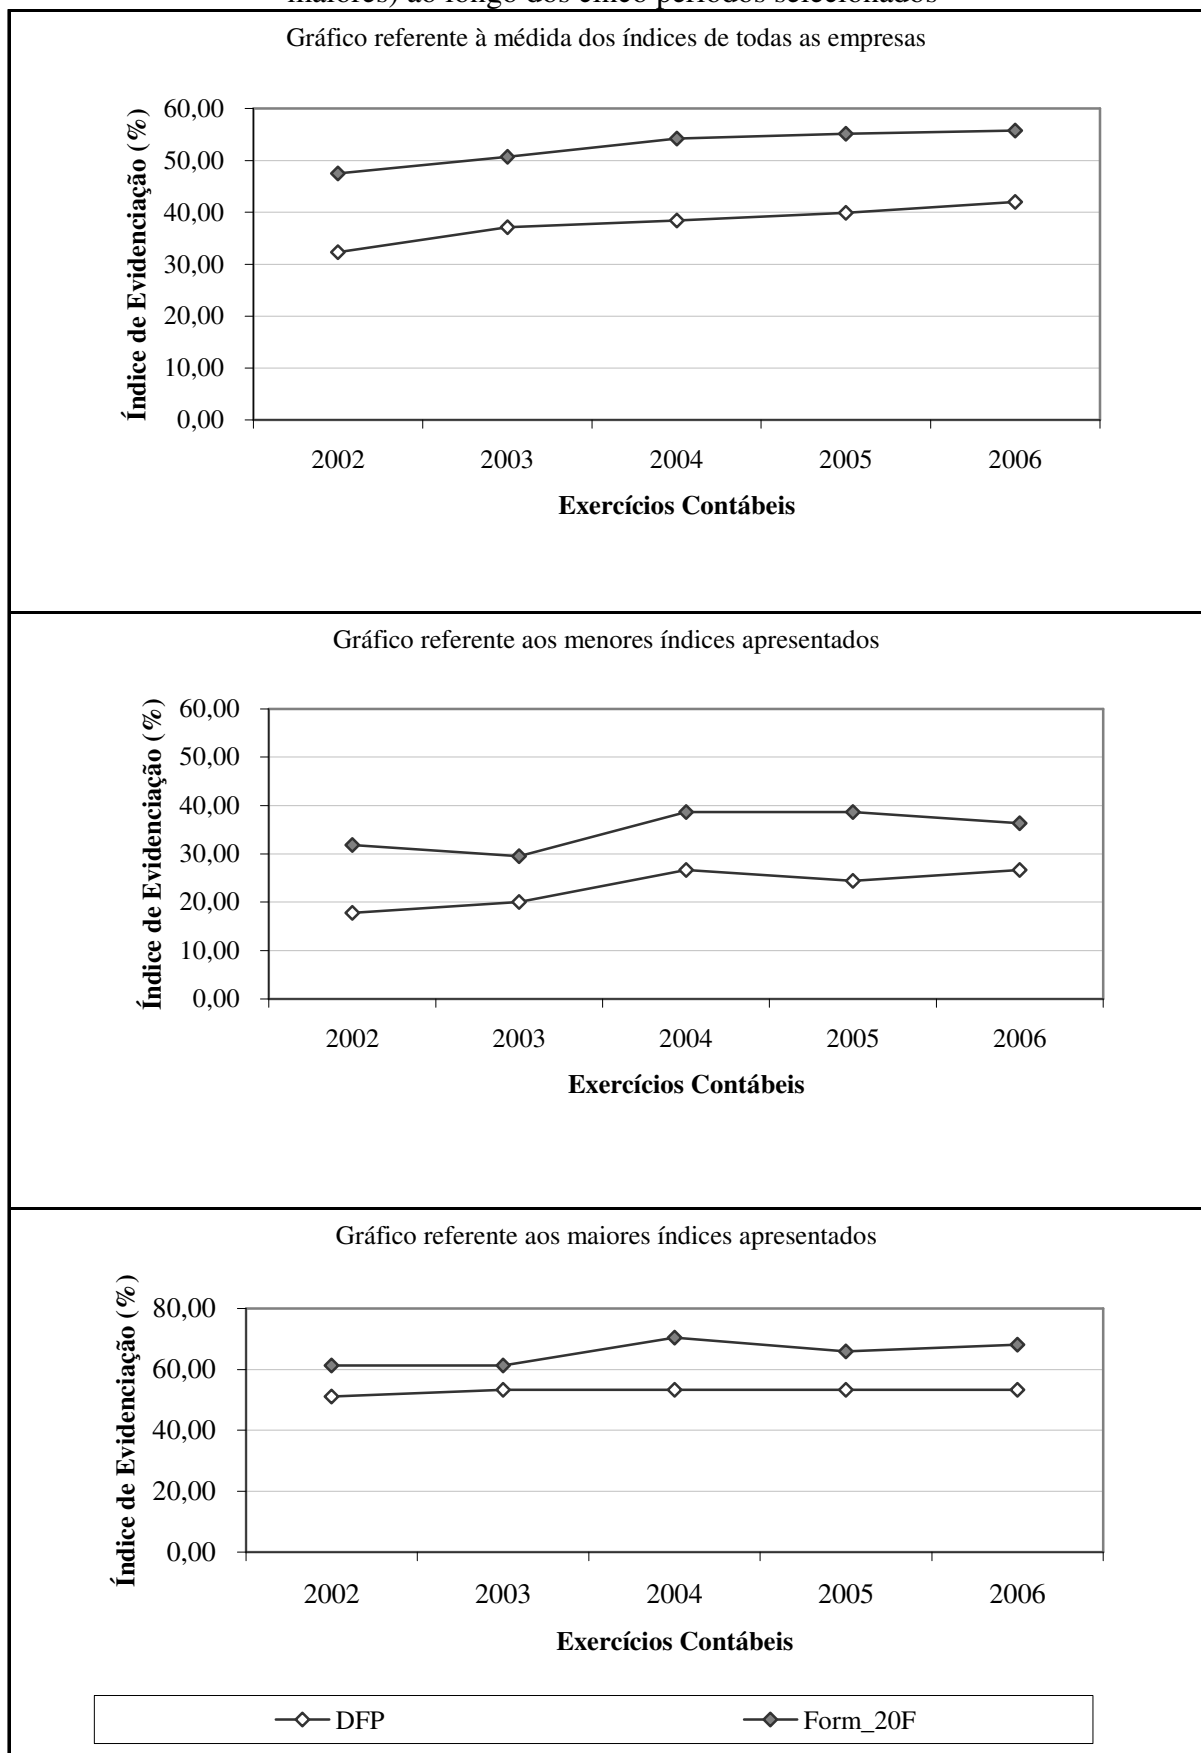 maiores) ao longo dos cinco períodos selecionados
Gráfico referente à médida dos índices de todas as empresas
Índice de Evidenciação (%)
60,00
50,00
40,00
30,00
20,00
10,00
0,00
2002 2003 2004 2005 2006
Exercícios Contábeis
Gráfico referente aos menores índices apresentados
Índice de Evidenciação (%)
60,00
50,00
40,00
30,00
20,00
10,00
0,00
2002 2003 2004 2005 2006
Exercícios Contábeis
Gráfico referente aos maiores índices apresentados
Índice de Evidenciação (%)
80,00
60,00
40,00
20,00
0,00
2002 2003 2004 2005 2006
Exercícios Contábeis
DFP Form_20F